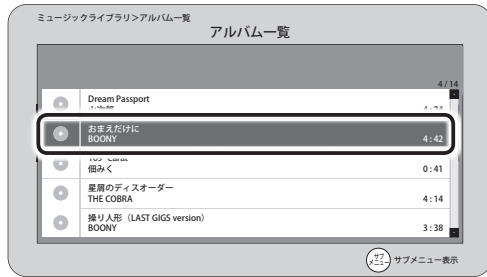 ミュージックライブラリ>アルバム一覧
アルバム一覧
4/14
Dream Passport
おまえだけに
BOONY 4:42
佃みく 0:41
星屑のディスオーダー
THE COBRA 4:14
操り人形（LAST GIGS version）
BOONY 3:38
サブメニュー サブメニュー表示